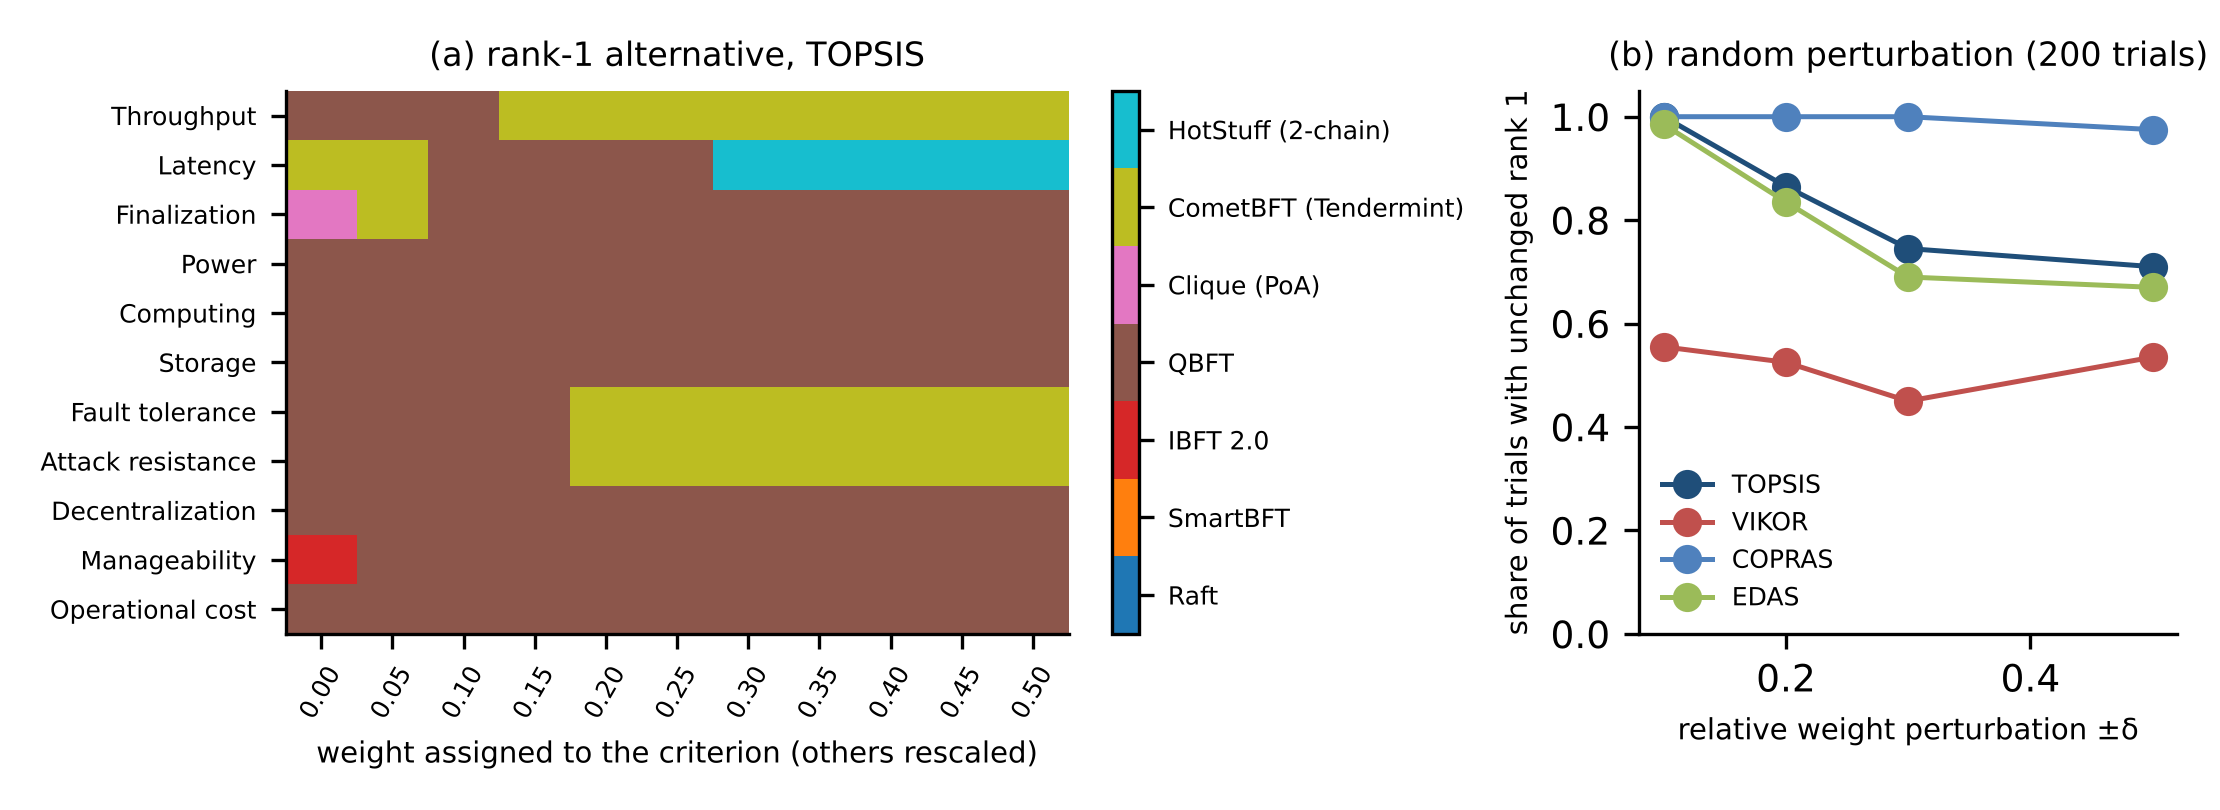 (a) rank-1 alternative, TOPSIS
Throughput
Latency
Finalization
Power
Computing
Storage
Fault tolerance
Attack resistance
Decentralization
Manageability
Operational cost
0.00
0.05
0.10
0.15
0.20
0.25
0.30
0.35
0.40
0.45
0.50
weight assigned to the criterion (others rescaled)
HotStuff (2-chain)
CometBFT (Tendermint)
Clique (PoA)
QBFT
IBFT 2.0
SmartBFT
Raft
(b) random perturbation (200 trials)
share of trials with unchanged rank 1
1.0
0.8
0.6
0.4
0.2
0.0
TOPSIS
VIKOR
COPRAS
EDAS
0.2
0.4
relative weight perturbation ±δ